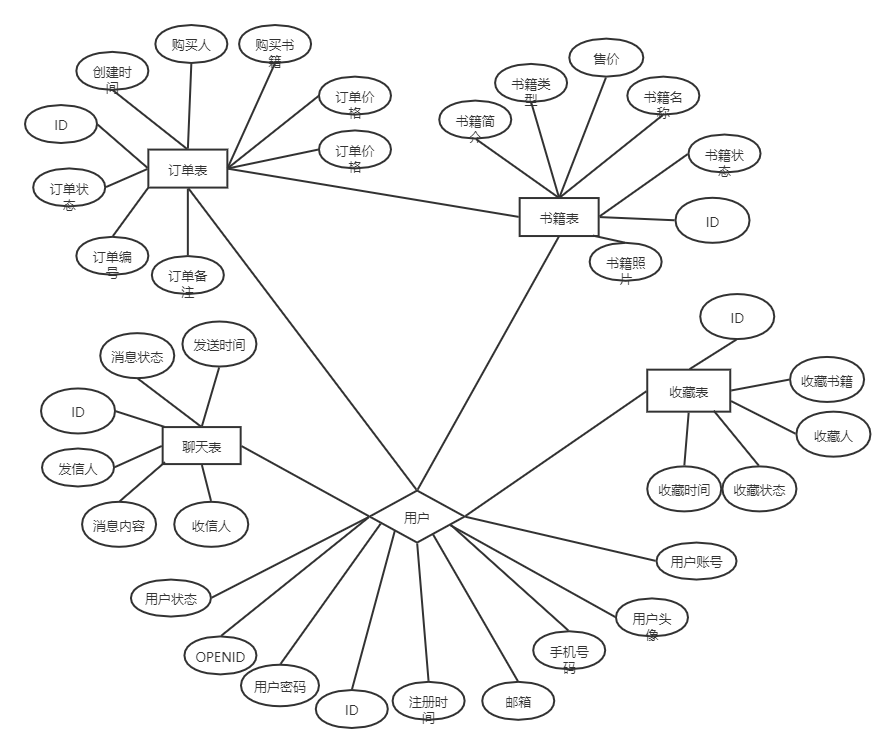 购买人
购买书
籍
创建时
间
订单价
格
ID
订单价
格
订单表
订单状
态
订单编
号
订单备
注
售价
书籍类
型
书籍名
称
书籍简
介
书籍状
态
书籍表
ID
书籍照
片
发送时间
消息状态
ID
聊天表
发信人
消息内容
收信人
ID
收藏表
收藏书籍
收藏人
收藏时间
收藏状态
用户
用户账号
用户状态
用户头
像
手机号
码
OPENID
用户密码
ID
注册时
间
邮箱